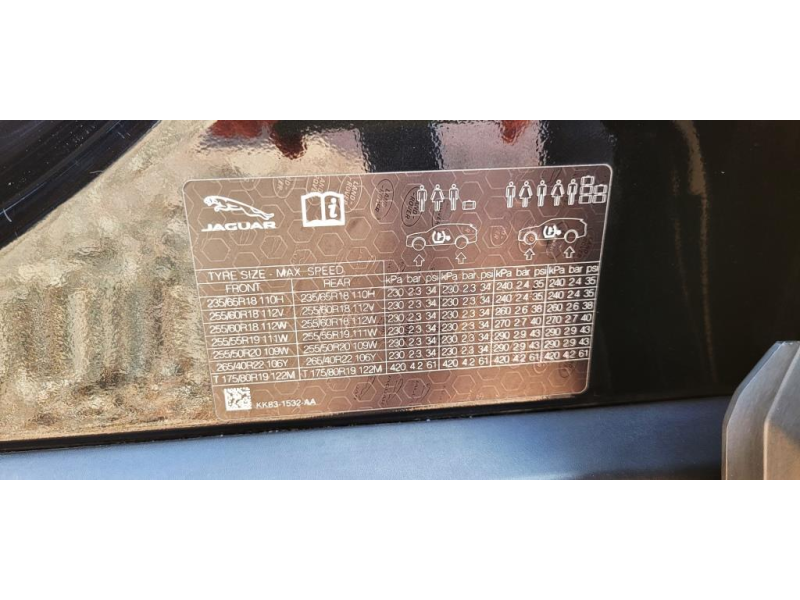 JAGUAR
TYRE SIZE - MAX SPEED
FRONT REAR kPa bar psi kPa bar psi kPa bar psi kPa bar psi
235/65R18 110H 235/65R18 110H 230 2.3 34 230 2.3 34 240 2.4 35 240 2.4 35
255/60R18 112V 255/60R18 112V 230 2.3 34 230 2.3 34 240 2.4 35 240 2.4 35
255/60R18 112W 255/60R18 112W 230 2.3 34 230 2.3 34 260 2.6 38 260 2.6 38
255/55R19 111W 255/55R19 111W 230 2.3 34 230 2.3 34 270 2.7 40 270 2.7 40
255/50R20 109W 255/50R20 109W 230 2.3 34 230 2.3 34 290 2.9 43 290 2.9 43
265/40R22 106Y 265/40R22 106Y 230 2.3 34 230 2.3 34 290 2.9 43 290 2.9 43
T 175/80R19 122M T 175/80R19 122M 420 4.2 61 420 4.2 61 420 4.2 61 420 4.2 61
KK83-1532-AA